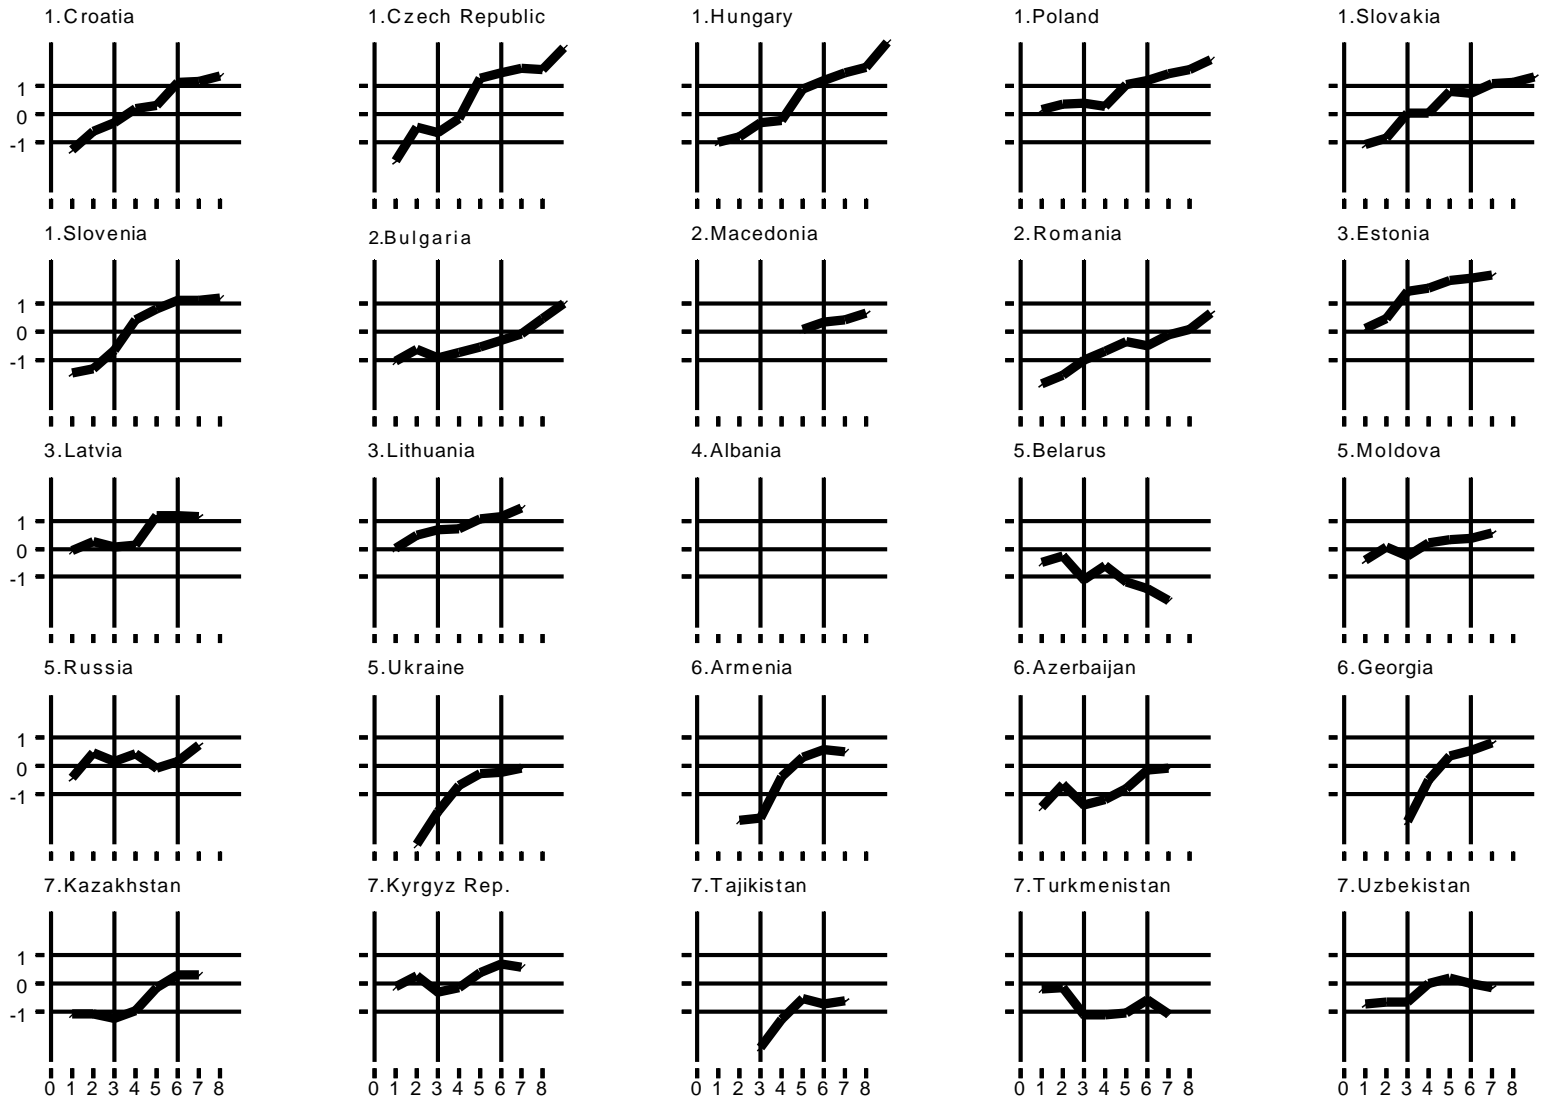 1.Croatia 1.Czech Republic 1.Hungary 1.Poland 1.Slovakia
1
0
-1
1.Slovenia 2.Bulgaria 2.Macedonia 2.Romania 3.Estonia
1
0
-1
3.Latvia 3.Lithuania 4.Albania 5.Belarus 5.Moldova
1
0
-1
5.Russia 5.Ukraine 6.Armenia 6.Azerbaijan 6.Georgia
1
0
-1
7.Kazakhstan 7.Kyrgyz Rep. 7.Tajikistan 7.Turkmenistan 7.Uzbekistan
1
0
-1
0 1 2 3 4 5 6 7 8 0 1 2 3 4 5 6 7 8 0 1 2 3 4 5 6 7 8 0 1 2 3 4 5 6 7 8 0 1 2 3 4 5 6 7 8